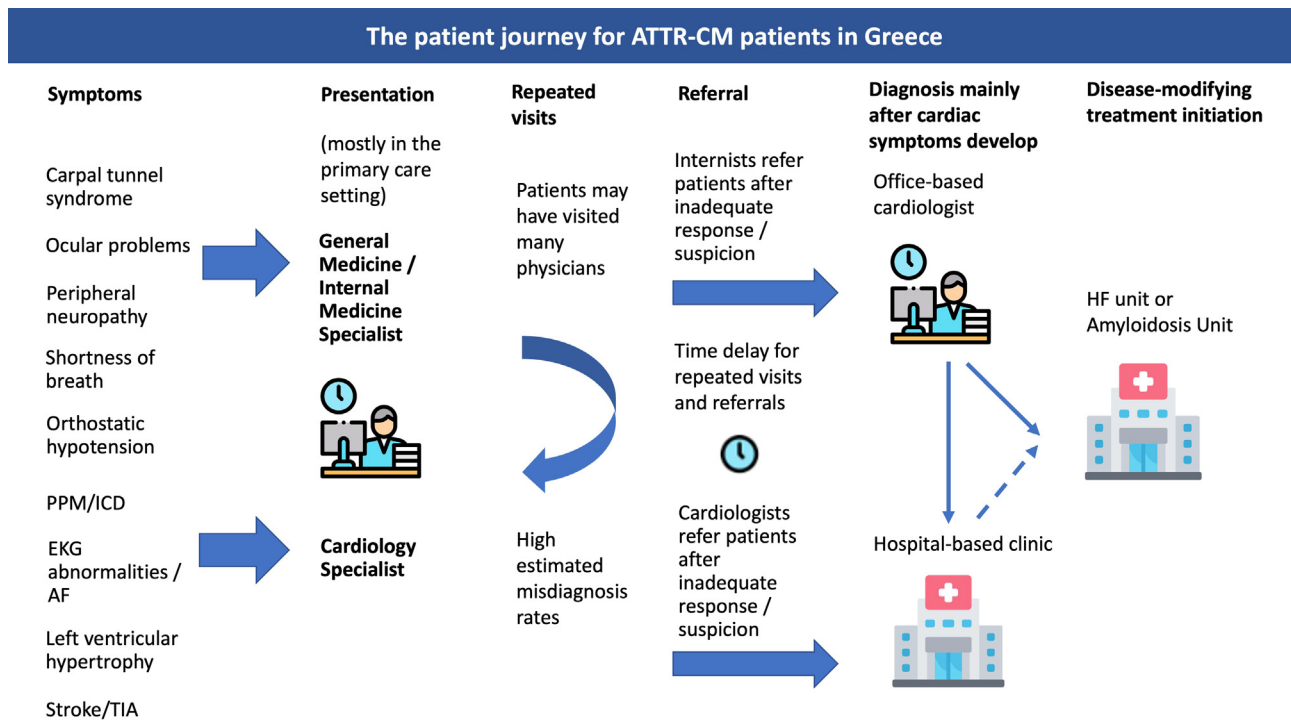 The patient journey for ATTR-CM patients in Greece
Symptoms
Carpal tunnel
syndrome
Ocular problems
Peripheral
neuropathy
Shortness of
breath
Orthostatic
hypotension
PPM/ICD
EKG
abnormalities /
AF
Left ventricular
hypertrophy
Stroke/TIA
Presentation
(mostly in the
primary care
setting)
General
Medicine /
Internal
Medicine
Specialist
Cardiology
Specialist
Repeated
visits
Patients may
have visited
many
physicians
High
estimated
misdiagnosis
rates
Referral
Internists refer
patients after
inadequate
response /
suspicion
Time delay for
repeated visits
and referrals
Cardiologists
refer patients
after
inadequate
response /
suspicion
Diagnosis mainly
after cardiac
symptoms develop
Office-based
cardiologist
Hospital-based clinic
Disease-modifying
treatment initiation
HF unit or
Amyloidosis Unit